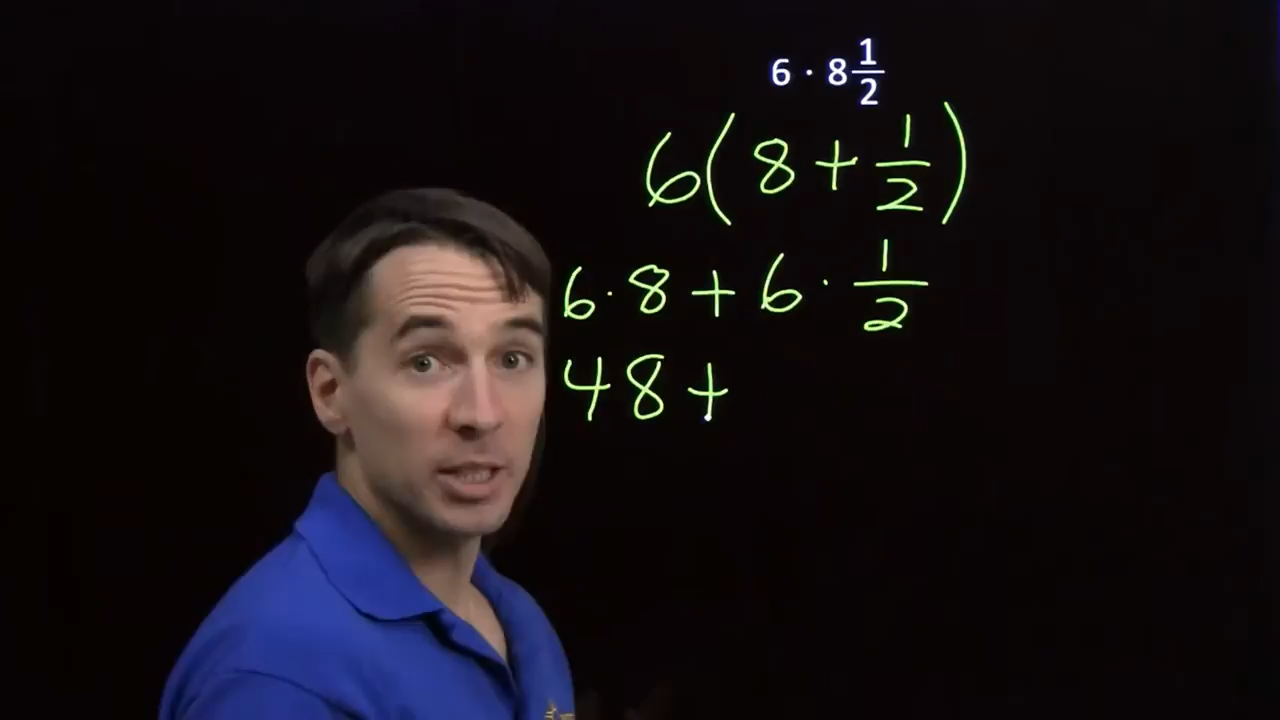 6 · 8 1/2
6(8 + 1/2)
6 · 8 + 6 · 1/2
48 +